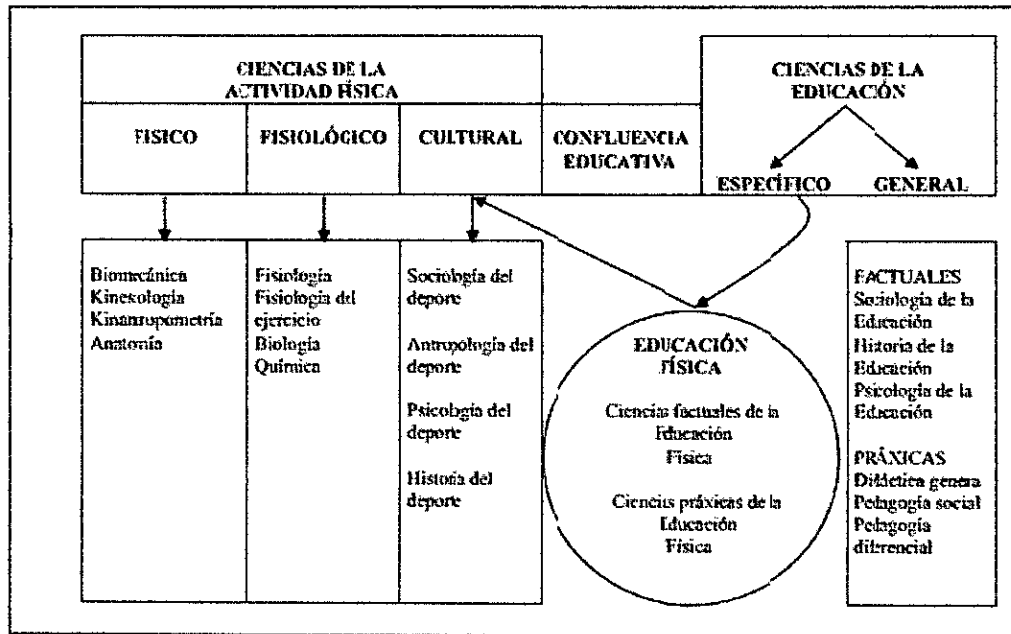 CIENCIAS DE LA
ACTIVIDAD FÍSICA
CIENCIAS DE LA
EDUCACIÓN
FISICO
FISIOLÓGICO
CULTURAL
CONFLUENCIA
EDUCATIVA
ESPECÍFICO
GENERAL
Biomecánica
Kinesología
Kinantropometría
Anatomía
Fisiología
Fisiología del
ejercicio
Biología
Química
Sociología del
deporte
Antropología del
deporte
Psicología del
deporte
Historia del
deporte
EDUCACIÓN
FÍSICA
Ciencias factuales de la
Educación
Física
Ciencias práxicas de la
Educación
Física
FACTUALES
Sociología de la
Educación
Historia de la
Educación
Psicología de la
Educación
PRÁXICAS
Didáctica genera
Pedagogía social
Pedagogía
diferencial